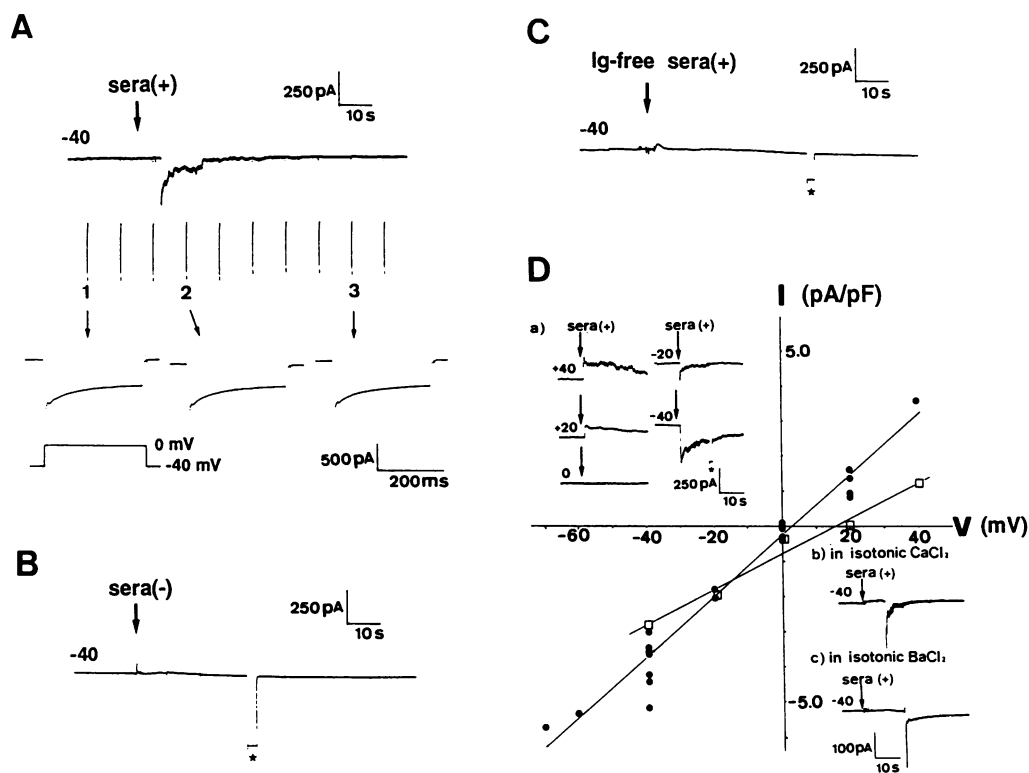 A
sera(+)
250 pA
10 s
-40
1 2 3
0 mV
-40 mV
500 pA
200 ms
B
sera(-)
250 pA
10 s
-40
*
C
Ig-free sera(+)
250 pA
10 s
-40
*
D
I (pA/pF)
5.0
a)
sera(+) sera(+)
+40 -20
+20 -40
0
*
250 pA
10 s
-60 -40 -20 0 20 40
V (mV)
b) in isotonic CaCl₂
sera(+)
-40
c) in isotonic BaCl₂
sera(+)
-40
-5.0
100pA
10 s